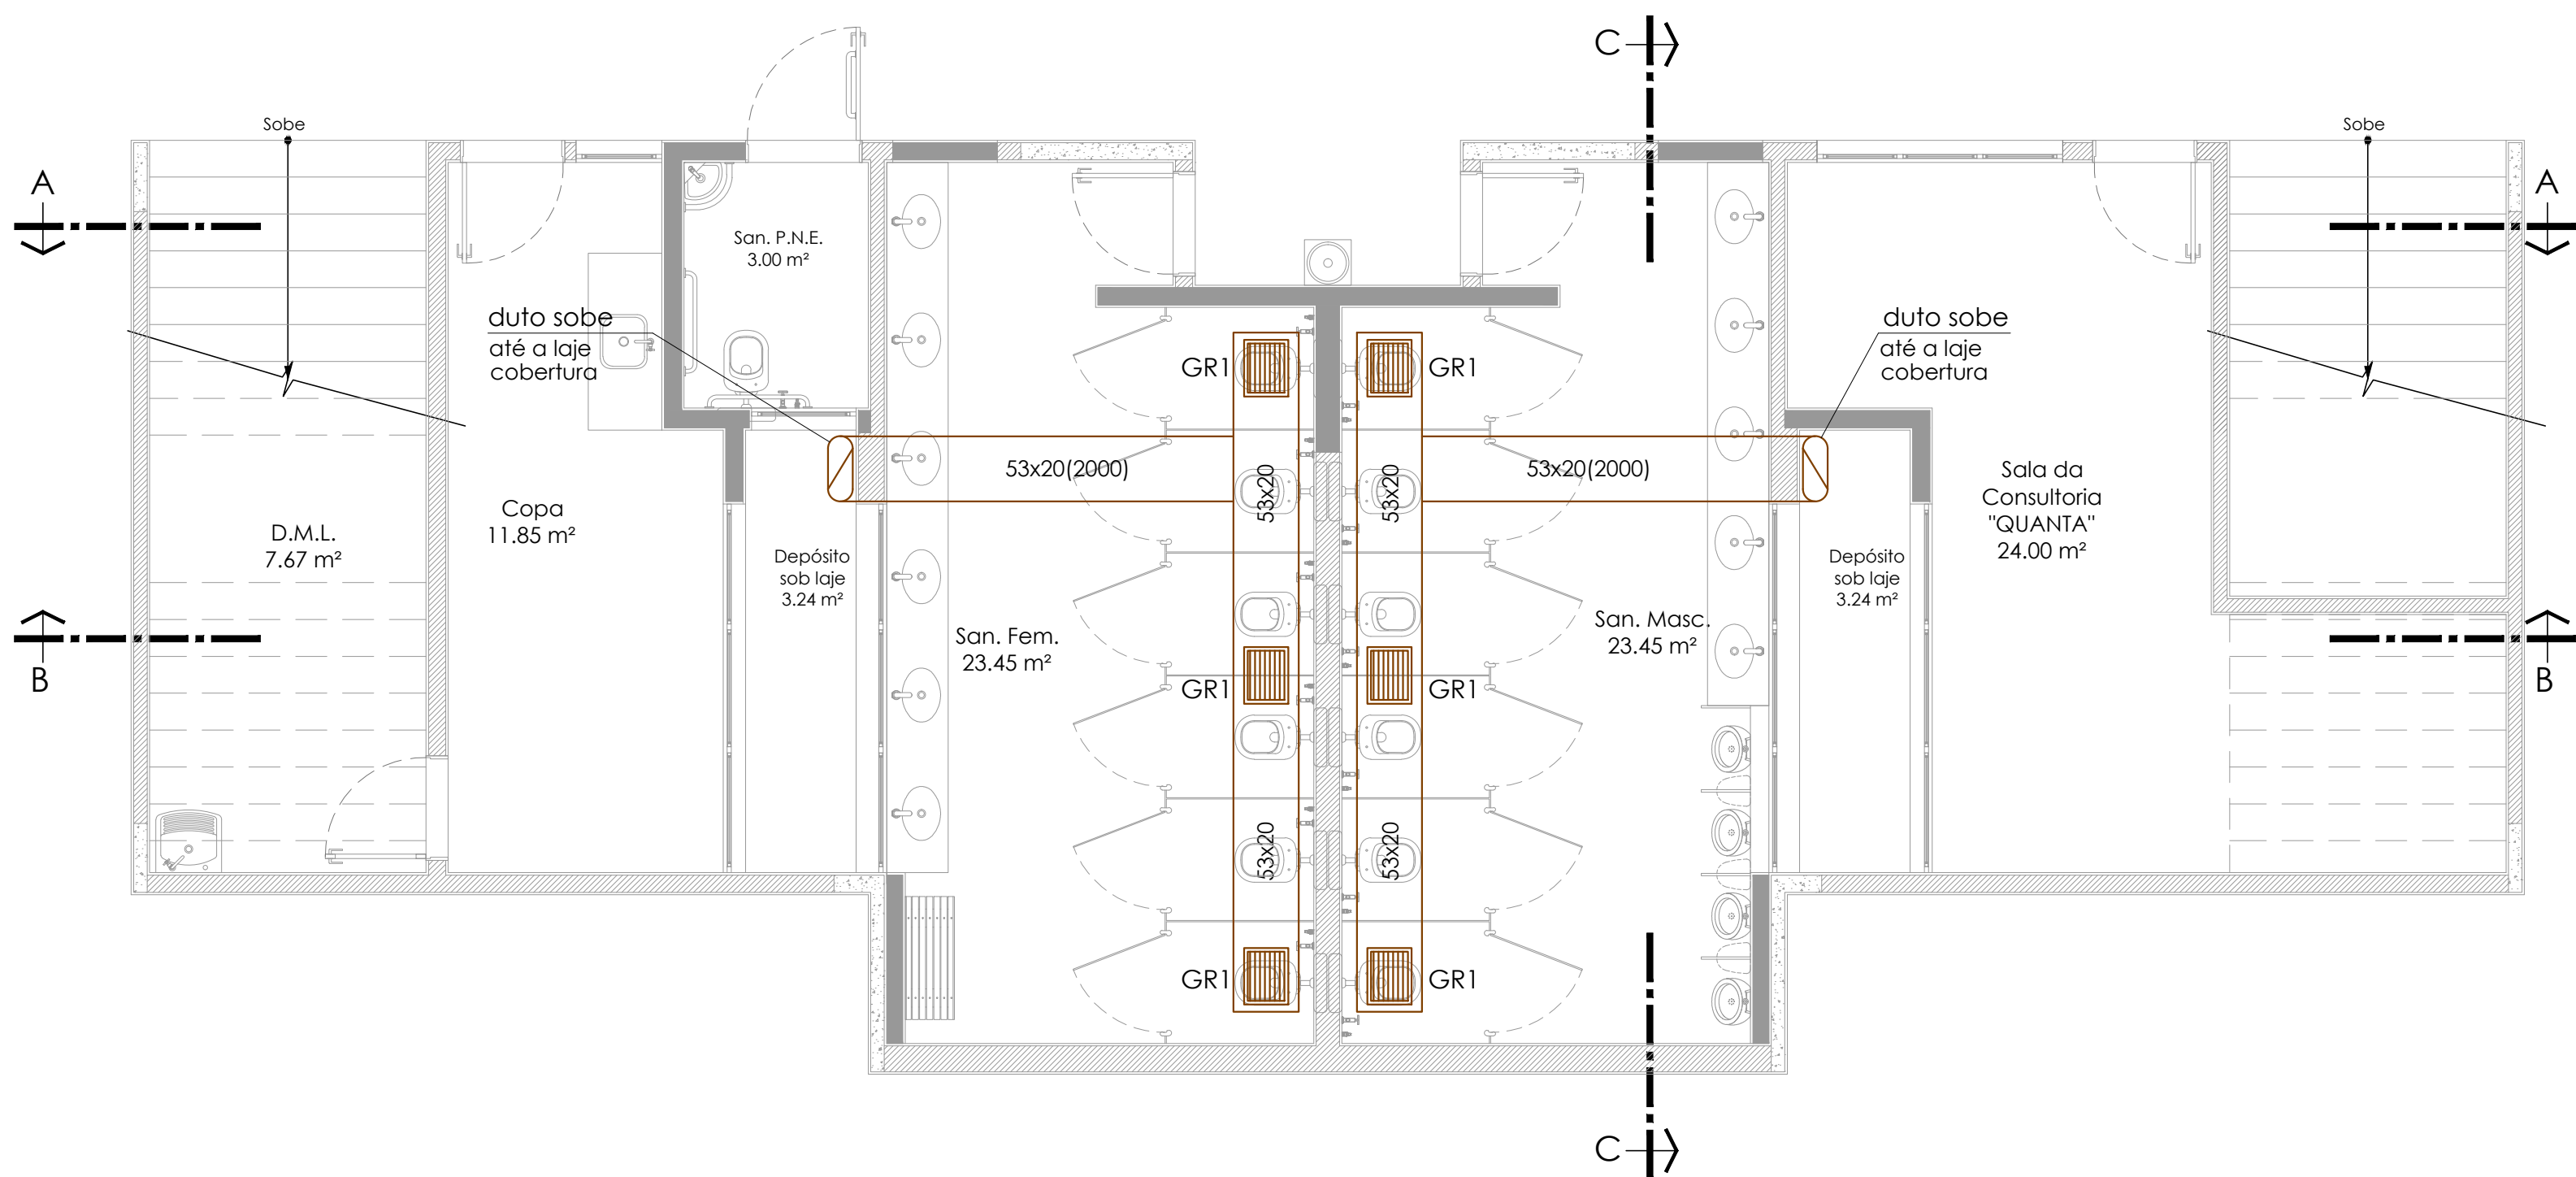 C
Sobe
Sobe
A
A
San. P.N.E.
3.00 m²
duto sobe
até a laje
cobertura
duto sobe
até a laje
cobertura
GR1
GR1
53x20(2000)
53x20
53x20
53x20(2000)
Copa
11.85 m²
D.M.L.
7.67 m²
Depósito
sob laje
3.24 m²
Sala da
Consultoria
"QUANTA"
24.00 m²
Depósito
sob laje
3.24 m²
San. Fem.
23.45 m²
San. Masc.
23.45 m²
B
B
GR1
GR1
53x20
53x20
GR1
GR1
C